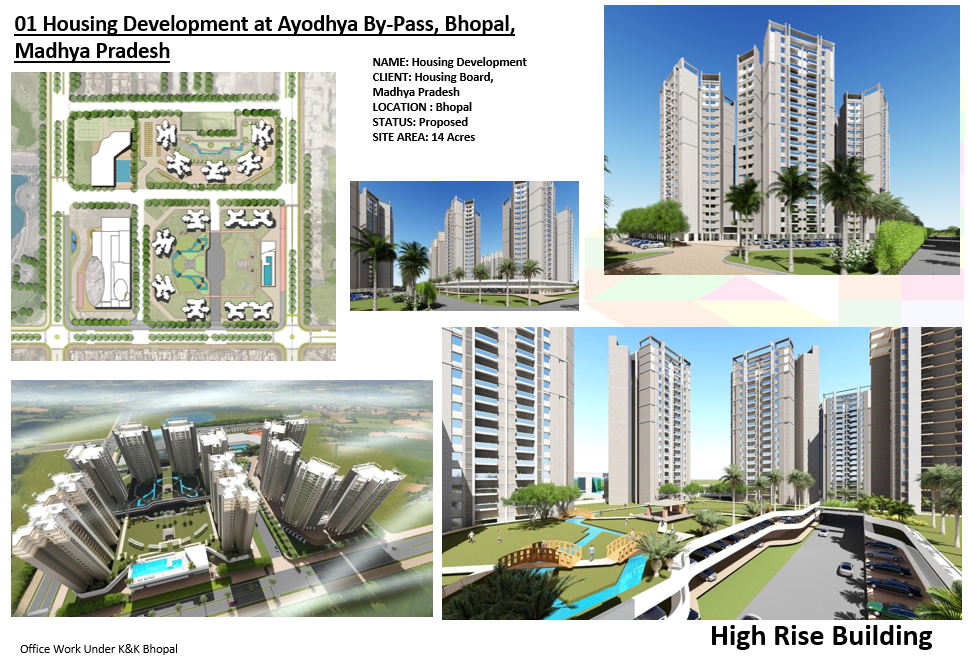 01 Housing Development at Ayodhya By-Pass, Bhopal,
Madhya Pradesh
NAME: Housing Development
CLIENT: Housing Board,
Madhya Pradesh
LOCATION : Bhopal
STATUS: Proposed
SITE AREA: 14 Acres
High Rise Building
Office Work Under K&K Bhopal